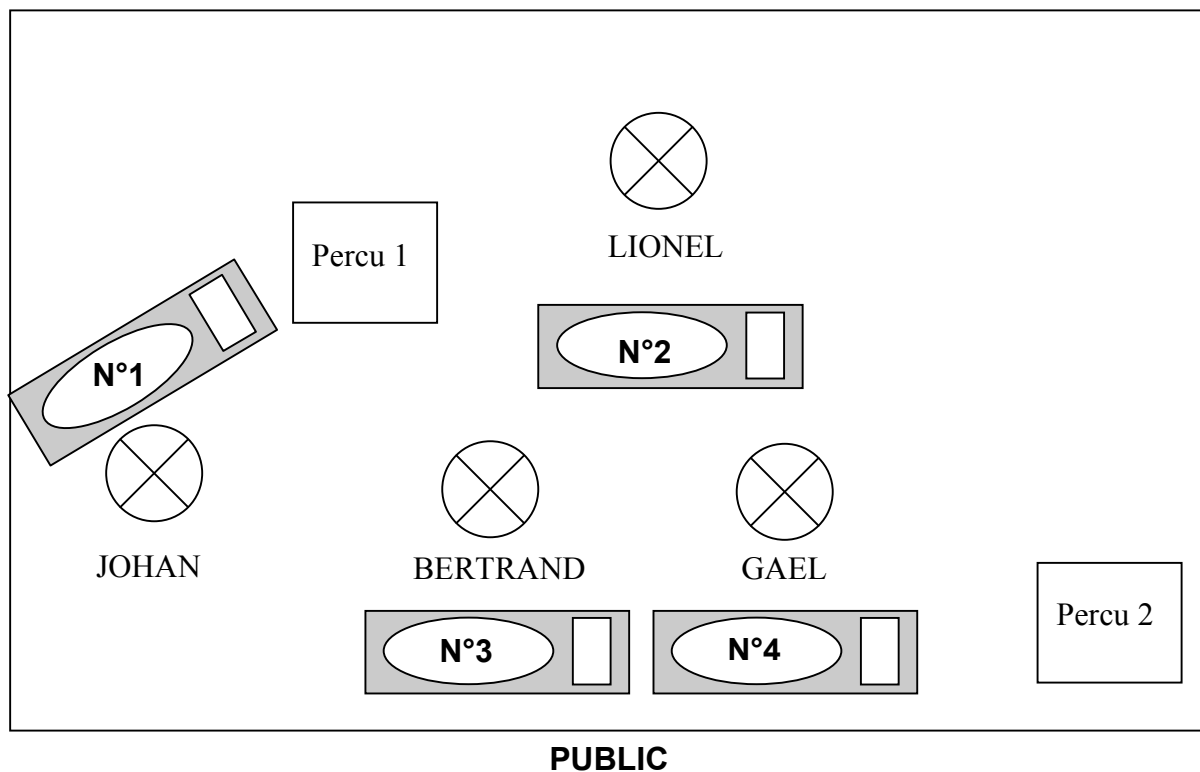 LIONEL
Percu 1
N°1
N°2
JOHAN
BERTRAND
GAEL
Percu 2
N°3
N°4
PUBLIC